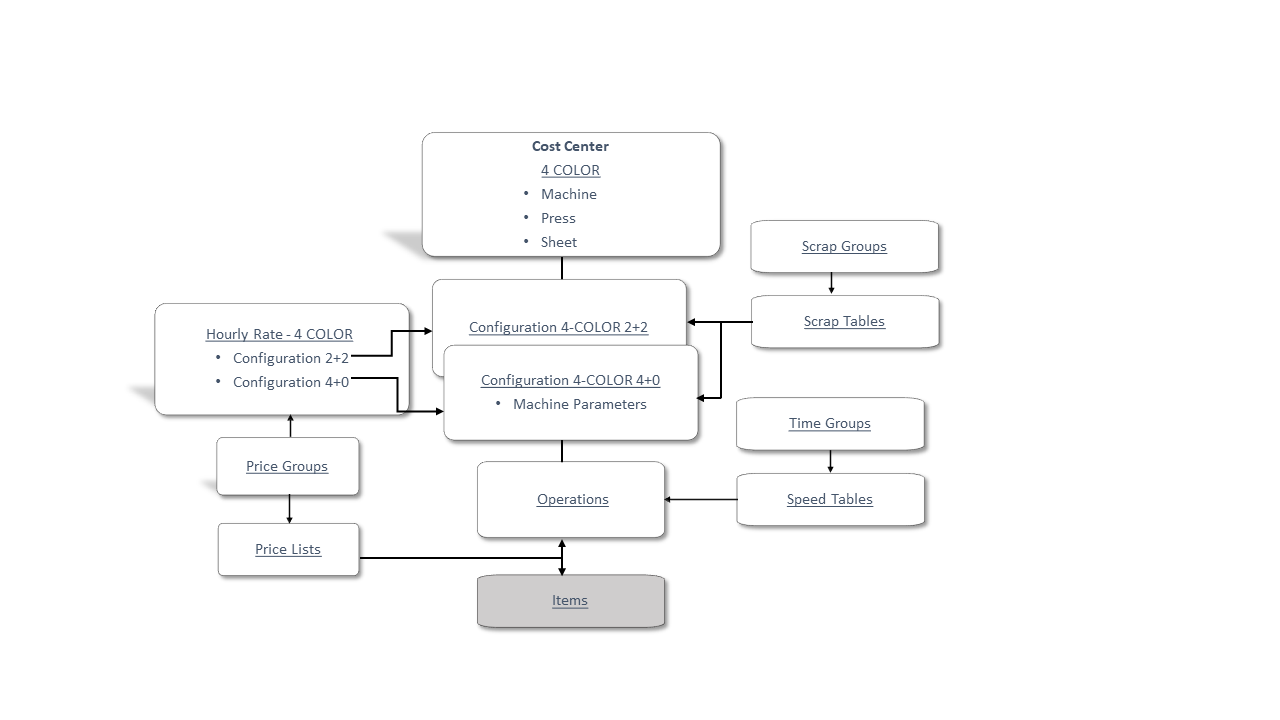 Cost Center
4 COLOR
• Machine
• Press
• Sheet
Scrap Groups
Scrap Tables
Hourly Rate - 4 COLOR
• Configuration 2+2
• Configuration 4+0
Configuration 4-COLOR 2+2
Configuration 4-COLOR 4+0
• Machine Parameters
Time Groups
Speed Tables
Price Groups
Price Lists
Operations
Items